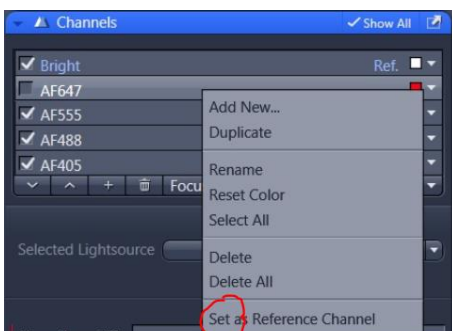 Channels Show All
Bright Ref.
AF647
AF555
AF488
AF405
Focu
Selected Lightsource
Add New...
Duplicate
Rename
Reset Color
Select All
Delete
Delete All
Set as Reference Channel